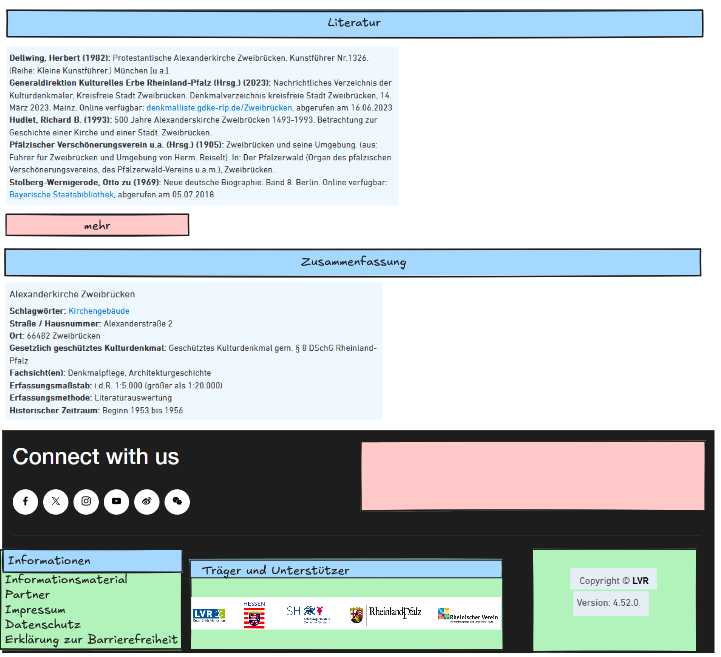 Literatur
Dellwing, Herbert (1982): Protestantische Alexanderkirche Zweibrücken. Kunstführer Nr.1326.
(Reihe: Kleine Kunstführer.) München [u.a.].
Generaldirektion Kulturelles Erbe Rheinland-Pfalz (Hrsg.) (2023): Nachrichtliches Verzeichnis der
Kulturdenkmäler, Kreisfreie Stadt Zweibrücken. Denkmalverzeichnis kreisfreie Stadt Zweibrücken, 14.
März 2023. Mainz. Online verfügbar: denkmalliste.gdke-rlp.de/Zweibrücken, abgerufen am 16.06.2023
Hudlet, Richard B. (1993): 500 Jahre Alexanderskirche Zweibrücken 1493-1993. Betrachtung zur
Geschichte einer Kirche und einer Stadt. Zweibrücken.
Pfälzischer Verschönerungsverein u.a. (Hrsg.) (1905): Zweibrücken und seine Umgebung. (aus:
Führer für Zweibrücken und Umgebung von Herm. Reiselt). In: Der Pfälzerwald (Organ des pfälzischen
Verschönerungsvereins, des Pfälzerwald-Vereins u.a.m.), Zweibrücken.
Stolberg-Wernigerode, Otto zu (1969): Neue deutsche Biographie. Band 8. Berlin. Online verfügbar:
Bayerische Staatsbibliothek, abgerufen am 05.07.2018
mehr
Zusammenfassung
Alexanderkirche Zweibrücken
Schlagwörter: Kirchengebäude
Straße / Hausnummer: Alexanderstraße 2
Ort: 66482 Zweibrücken
Gesetzlich geschütztes Kulturdenkmal: Geschütztes Kulturdenkmal gem. § 8 DSchG Rheinland-
Pfalz
Fachsicht(en): Denkmalpflege, Architekturgeschichte
Erfassungsmaßstab: i.d.R. 1:5.000 (größer als 1:20.000)
Erfassungsmethode: Literaturauswertung
Historischer Zeitraum: Beginn 1953 bis 1956
Connect with us
Informationen
Informationsmaterial
Partner
Impressum
Datenschutz
Erklärung zur Barrierefreiheit
Träger und Unterstützer
LVR
HESSEN
SH
RheinlandPfalz
Rheinischer Verein
Copyright © LVR
Version: 4.52.0